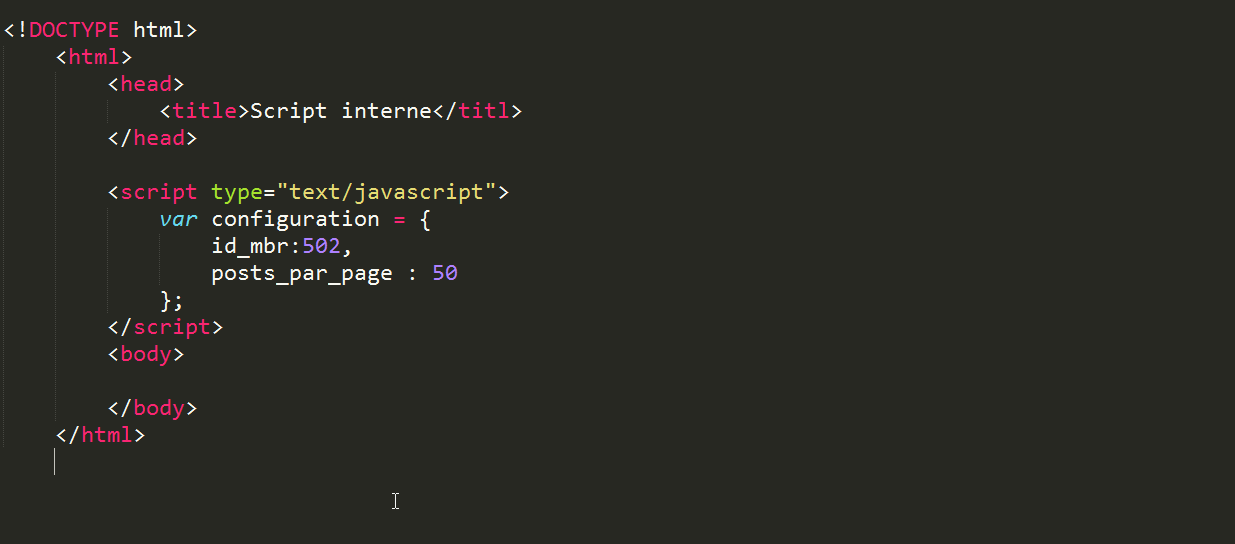 <!DOCTYPE html>
<html>
<head>
<title>Script interne</titl>
</head>
<script type="text/javascript">
var configuration = {
id_mbr:502,
posts_par_page : 50
};
</script>
<body>
</body>
</html>